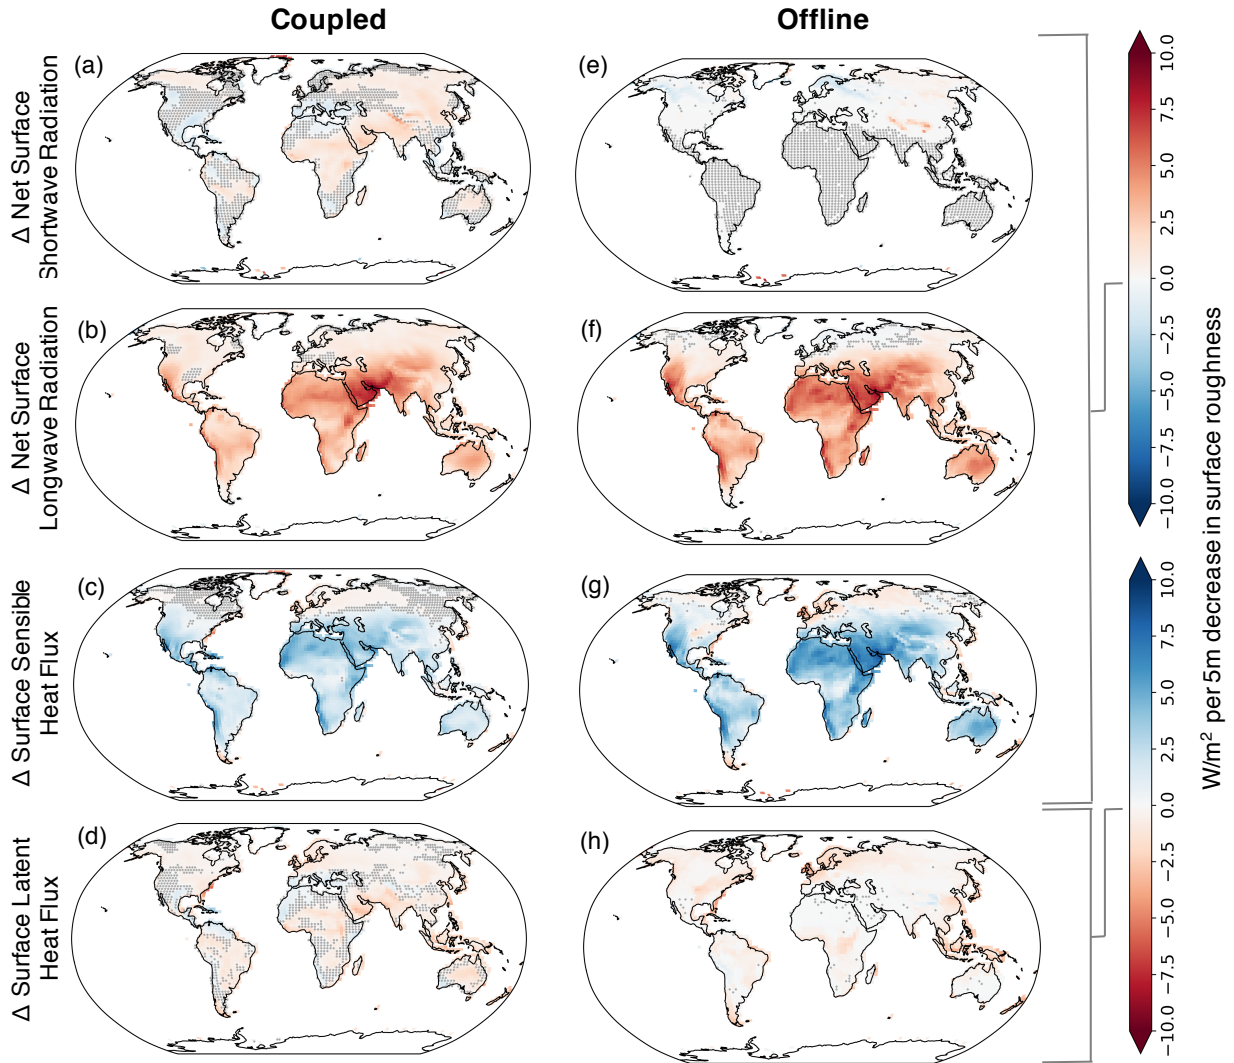 Coupled
Offline
(a)
(e)
Δ Net Surface
Shortwave Radiation
(b)
(f)
Δ Net Surface
Longwave Radiation
(c)
(g)
Δ Surface Sensible
Heat Flux
(d)
(h)
Δ Surface Latent
Heat Flux
10.0
7.5
5.0
2.5
0.0
−2.5
−5.0
−7.5
−10.0
10.0
7.5
5.0
2.5
0.0
−2.5
−5.0
−7.5
−10.0
W/m² per 5m decrease in surface roughness